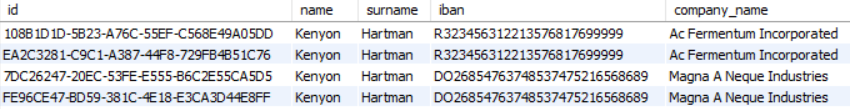 id name surname iban company_name
108B1D1D-5B23-A76C-55EF-C568E49A05DD Kenyon Hartman R323456312213576817699999 Ac Fermentum Incorporated
EA2C3281-C9C1-A387-44F8-729FB4B51C76 Kenyon Hartman R323456312213576817699999 Ac Fermentum Incorporated
7DC26247-20EC-53FE-E555-B6C2E55CA5D5 Kenyon Hartman DO26854763748537475216568689 Magna A Neque Industries
FE96CE47-BD59-381C-4E18-E3CA3D44E8FF Kenyon Hartman DO26854763748537475216568689 Magna A Neque Industries